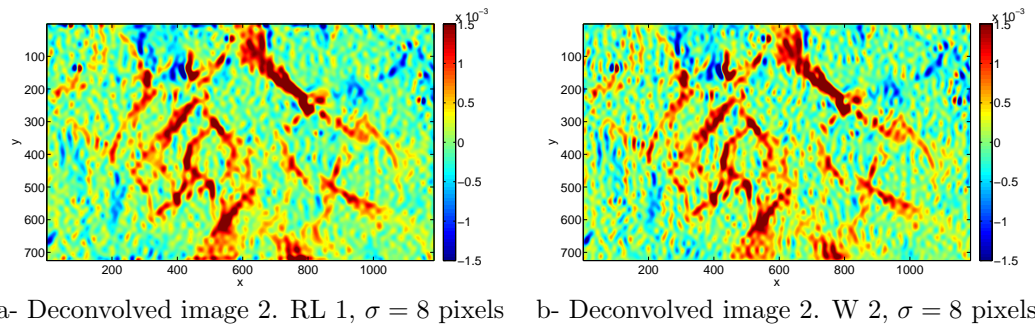 x 10⁻³
1.5
100
200
300
400
500
600
700
y
200 400 600 800 1000
x
1
0.5
0
−0.5
−1
−1.5
x 10⁻³
1.5
100
200
300
400
500
600
700
y
200 400 600 800 1000
x
1
0.5
0
−0.5
−1
−1.5
a- Deconvolved image 2. RL 1, σ = 8 pixels
b- Deconvolved image 2. W 2, σ = 8 pixels